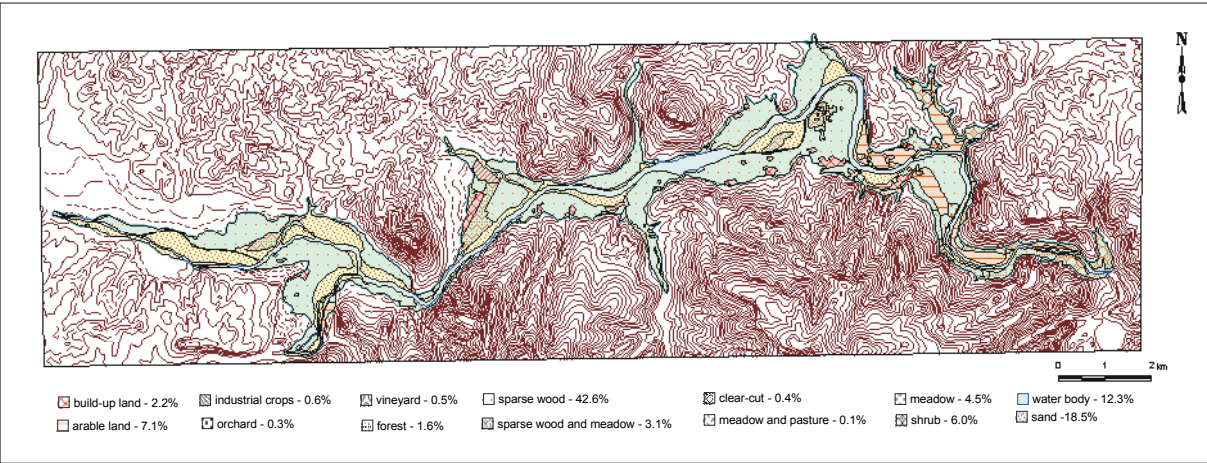 N
0 1 2 km
build-up land - 2.2% industrial crops - 0.6% vineyard - 0.5% sparse wood - 42.6% clear-cut - 0.4% meadow - 4.5% water body - 12.3%
arable land - 7.1% orchard - 0.3% forest - 1.6% sparse wood and meadow - 3.1% meadow and pasture - 0.1% shrub - 6.0% sand -18.5%